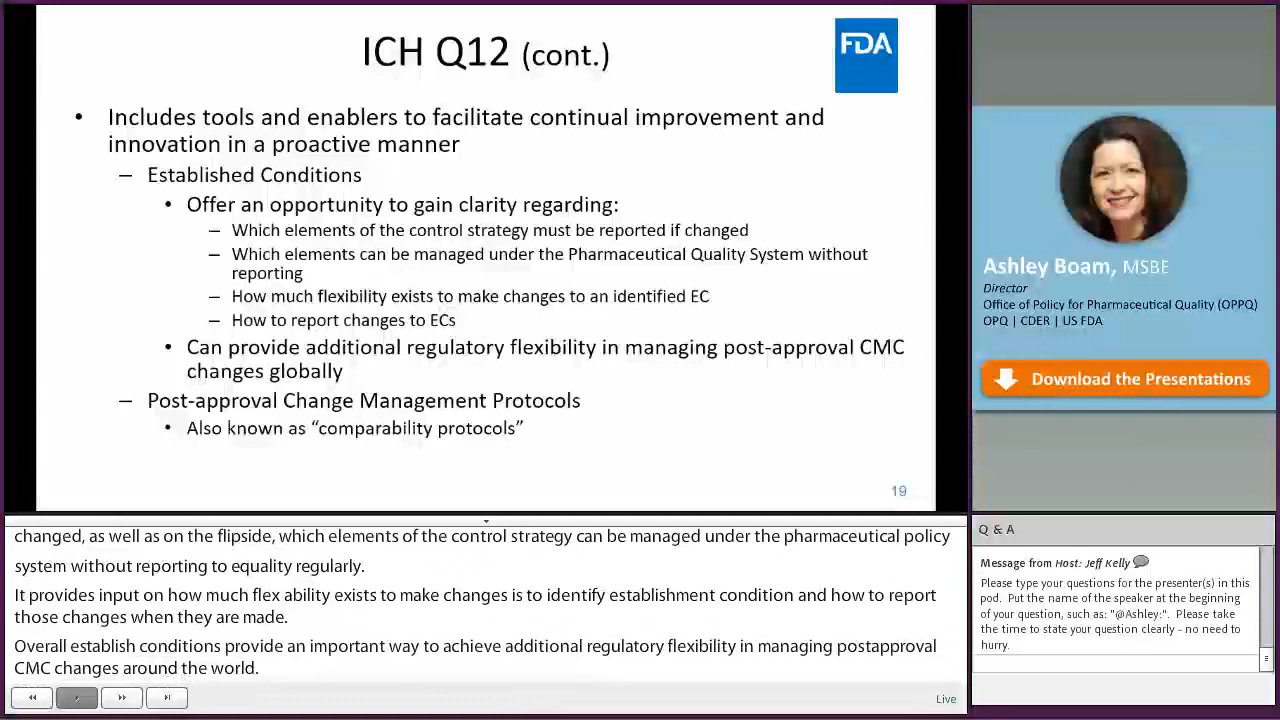 ICH Q12 (cont.)
FDA
• Includes tools and enablers to facilitate continual improvement and
innovation in a proactive manner
– Established Conditions
• Offer an opportunity to gain clarity regarding:
– Which elements of the control strategy must be reported if changed
– Which elements can be managed under the Pharmaceutical Quality System without
reporting
– How much flexibility exists to make changes to an identified EC
– How to report changes to ECs
• Can provide additional regulatory flexibility in managing post-approval CMC
changes globally
– Post-approval Change Management Protocols
• Also known as “comparability protocols”
19
Ashley Boam, MSBE
Director
Office of Policy for Pharmaceutical Quality (OPPQ)
OPQ | CDER | US FDA
Download the Presentations
changed, as well as on the flipside, which elements of the control strategy can be managed under the pharmaceutical policy
system without reporting to equality regularly.
It provides input on how much flex ability exists to make changes is to identify establishment condition and how to report
those changes when they are made.
Overall establish conditions provide an important way to achieve additional regulatory flexibility in managing postapproval
CMC changes around the world.
Live
Q & A
Message from Host: Jeff Kelly
Please type your questions for the presenter(s) in this
pod. Put the name of the speaker at the beginning
of your question, such as: "@Ashley:". Please take
the time to state your question clearly - no need to
hurry.